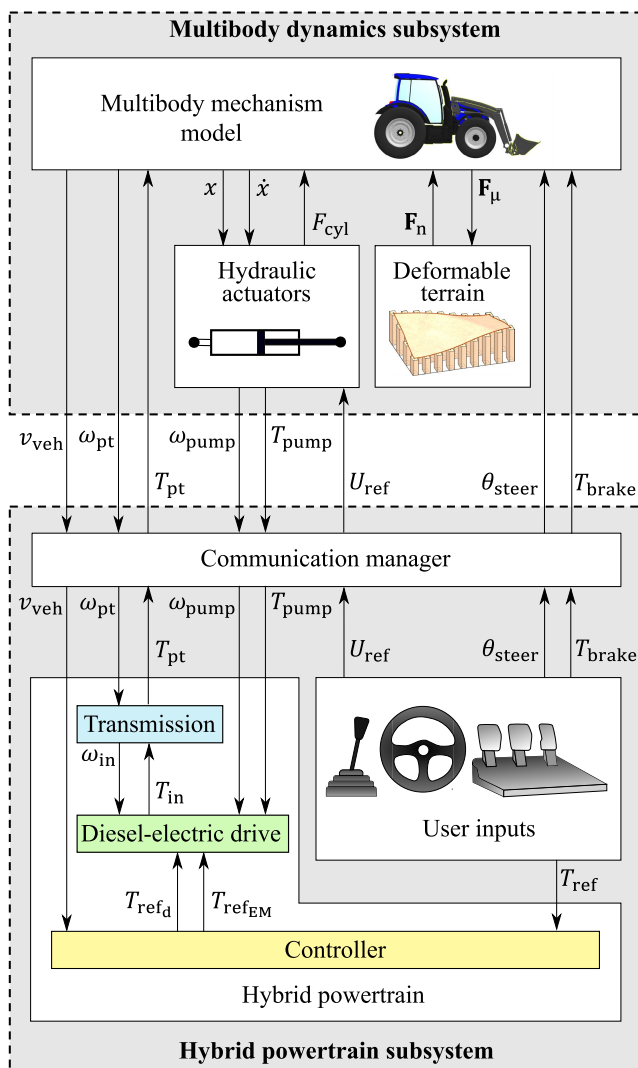 Multibody dynamics subsystem
Multibody mechanism
model
x ẋ F_cyl F_n F_μ
Hydraulic
actuators
Deformable
terrain
v_veh ω_pt T_pt ω_pump T_pump U_ref θ_steer T_brake
Communication manager
v_veh ω_pt T_pt ω_pump T_pump U_ref θ_steer T_brake
Transmission
ω_in T_in
Diesel-electric drive
User inputs
T_ref_d T_ref_EM T_ref
Controller
Hybrid powertrain
Hybrid powertrain subsystem